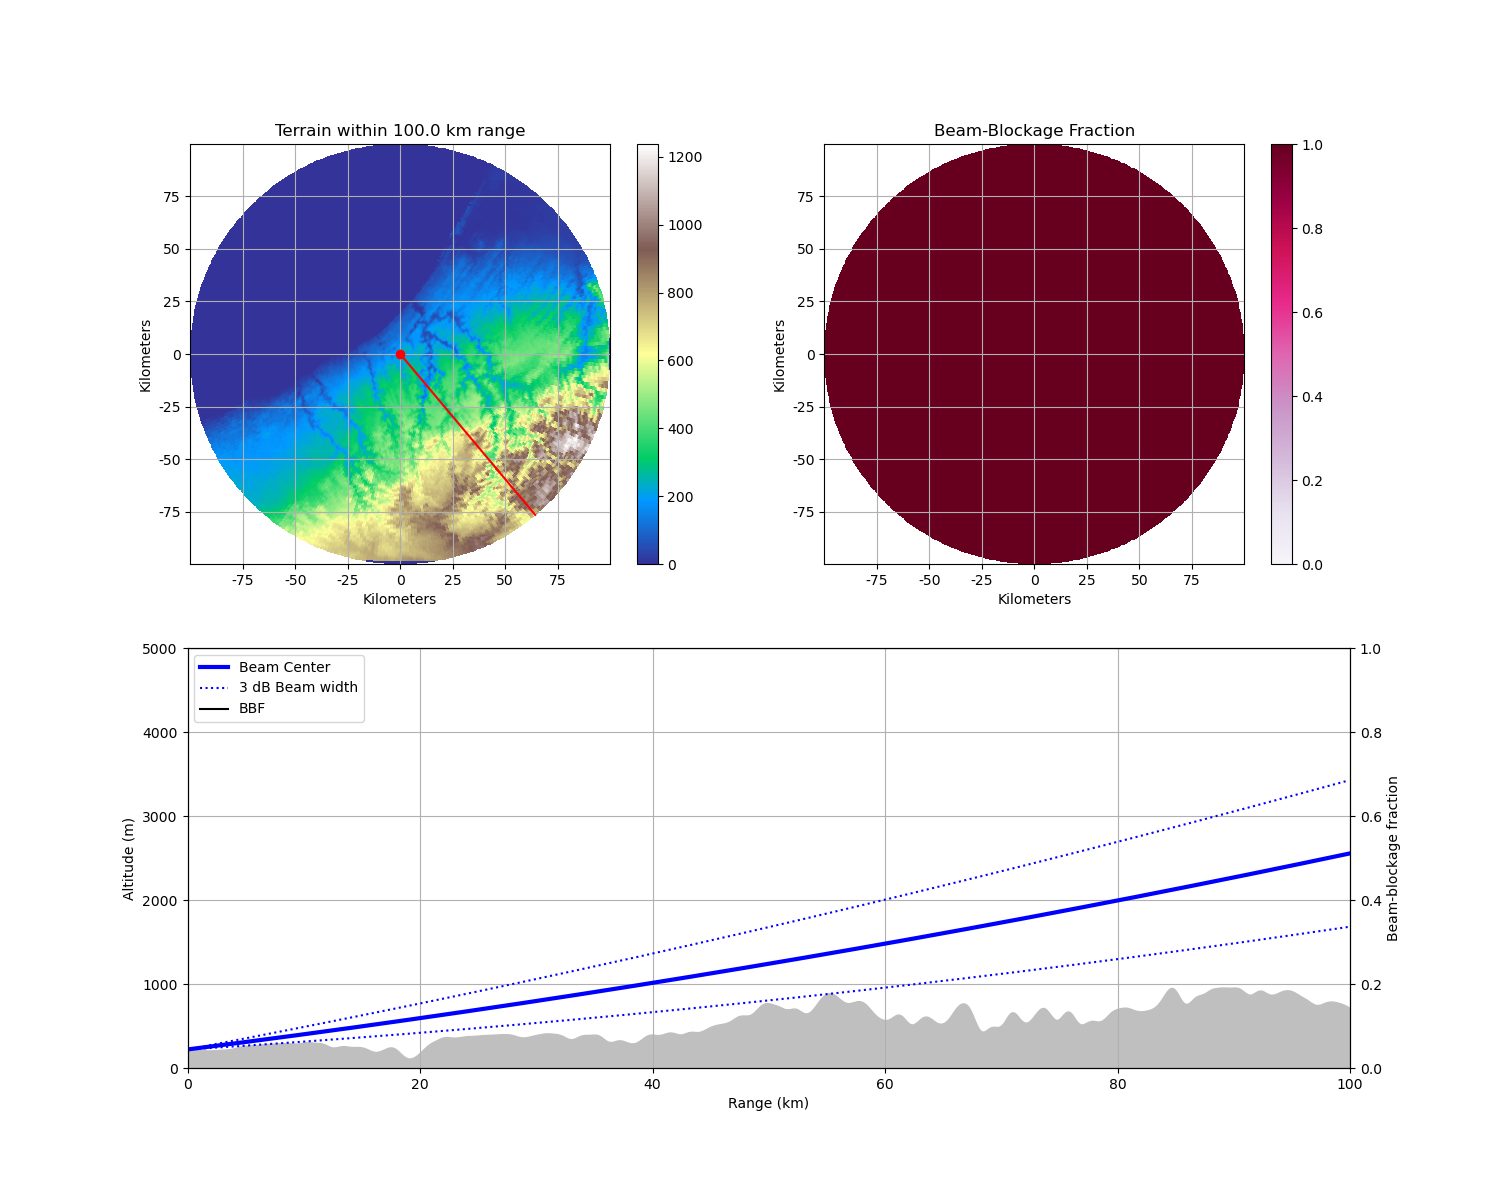 Terrain within 100.0 km range
Kilometers
75
50
25
0
-25
-50
-75
-75 -50 -25 0 25 50 75
Kilometers
1200
1000
800
600
400
200
0
Beam-Blockage Fraction
Kilometers
75
50
25
0
-25
-50
-75
-75 -50 -25 0 25 50 75
Kilometers
1.0
0.8
0.6
0.4
0.2
0.0
Beam Center
3 dB Beam width
BBF
Altitude (m)
5000
4000
3000
2000
1000
0
0 20 40 60 80 100
Range (km)
1.0
0.8
0.6
0.4
0.2
0.0
Beam-blockage fraction